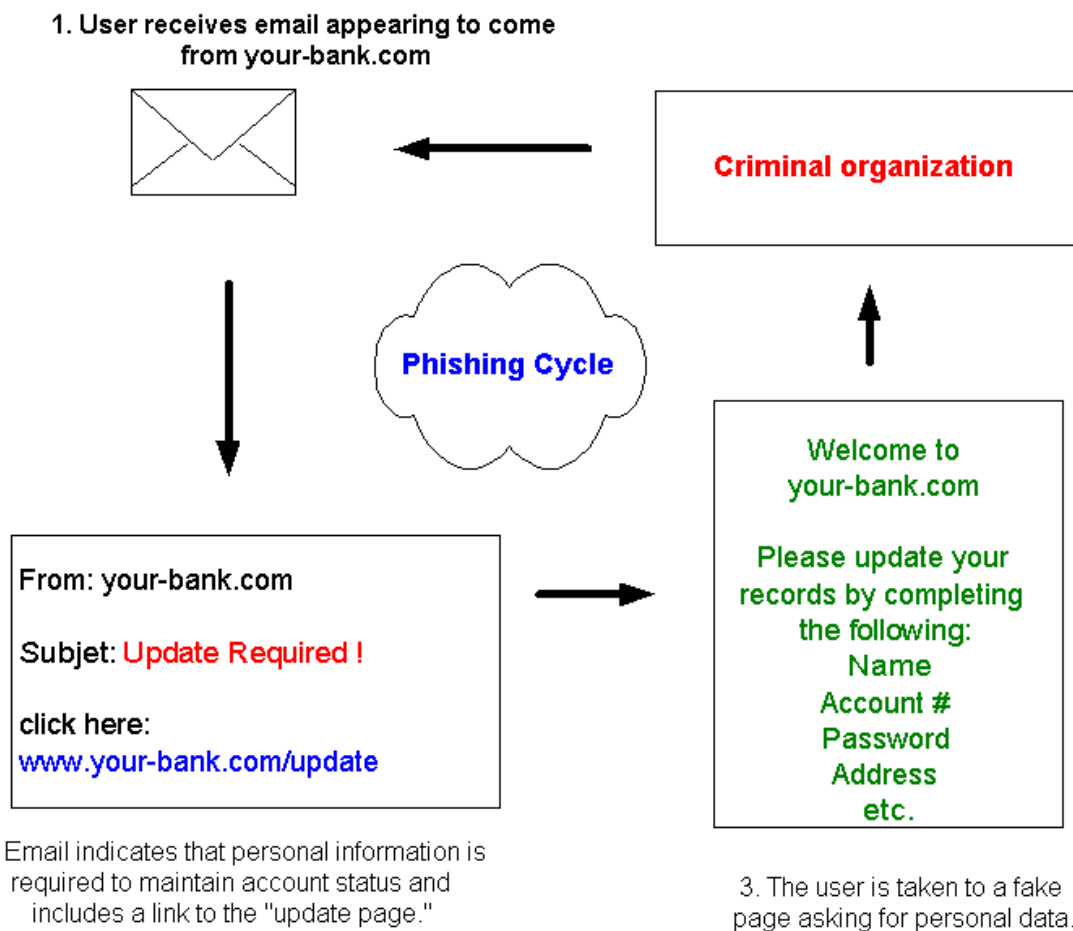 1. User receives email appearing to come
from your-bank.com
Criminal organization
Phishing Cycle
From: your-bank.com
Subjet: Update Required !
click here:
www.your-bank.com/update
Email indicates that personal information is
required to maintain account status and
includes a link to the "update page."
Welcome to
your-bank.com
Please update your
records by completing
the following:
Name
Account #
Password
Address
etc.
3. The user is taken to a fake
page asking for personal data.